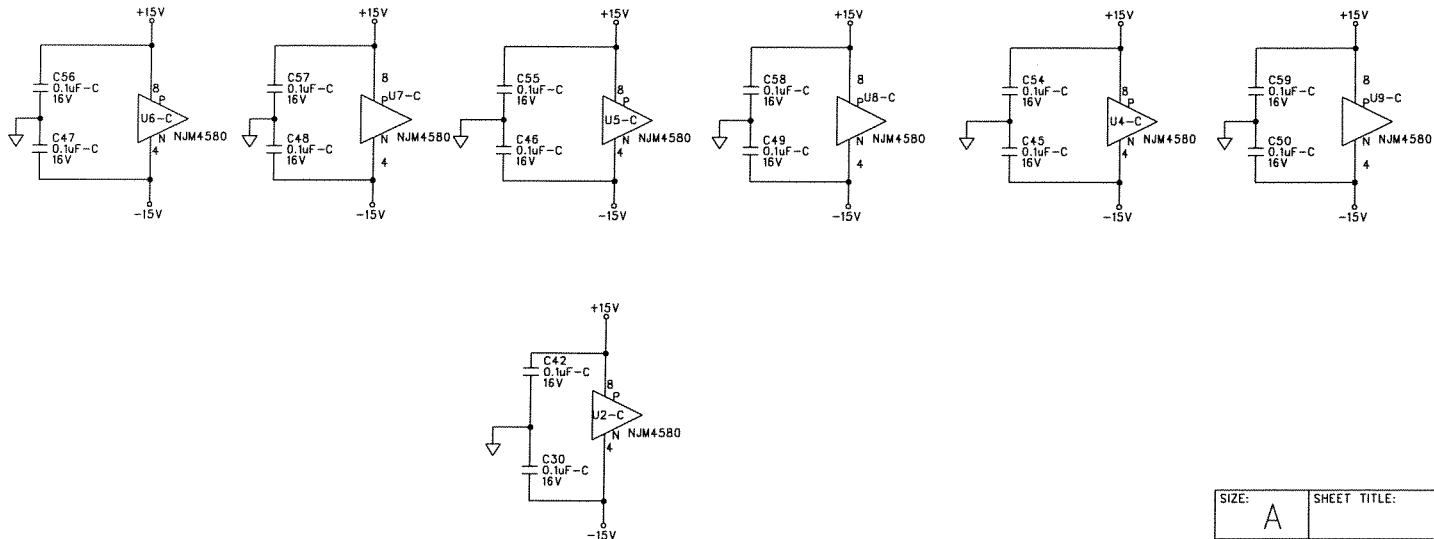 +15V
C56
0.1uF-C
16V
8
P
U6-C
N
NJM4580
4
C47
0.1uF-C
16V
-15V
+15V
C57
0.1uF-C
16V
8
P
U7-C
N
NJM4580
4
C48
0.1uF-C
16V
-15V
+15V
C55
0.1uF-C
16V
8
P
U5-C
N
NJM4580
4
C46
0.1uF-C
16V
-15V
+15V
C58
0.1uF-C
16V
8
P
U8-C
N
NJM4580
4
C49
0.1uF-C
16V
-15V
+15V
C54
0.1uF-C
16V
8
P
U4-C
N
NJM4580
4
C45
0.1uF-C
16V
-15V
+15V
C59
0.1uF-C
16V
8
P
U9-C
N
NJM4580
4
C50
0.1uF-C
16V
-15V
+15V
C42
0.1uF-C
16V
8
P
U2-C
N
NJM4580
4
C30
0.1uF-C
16V
-15V
SIZE:
A
SHEET TITLE: